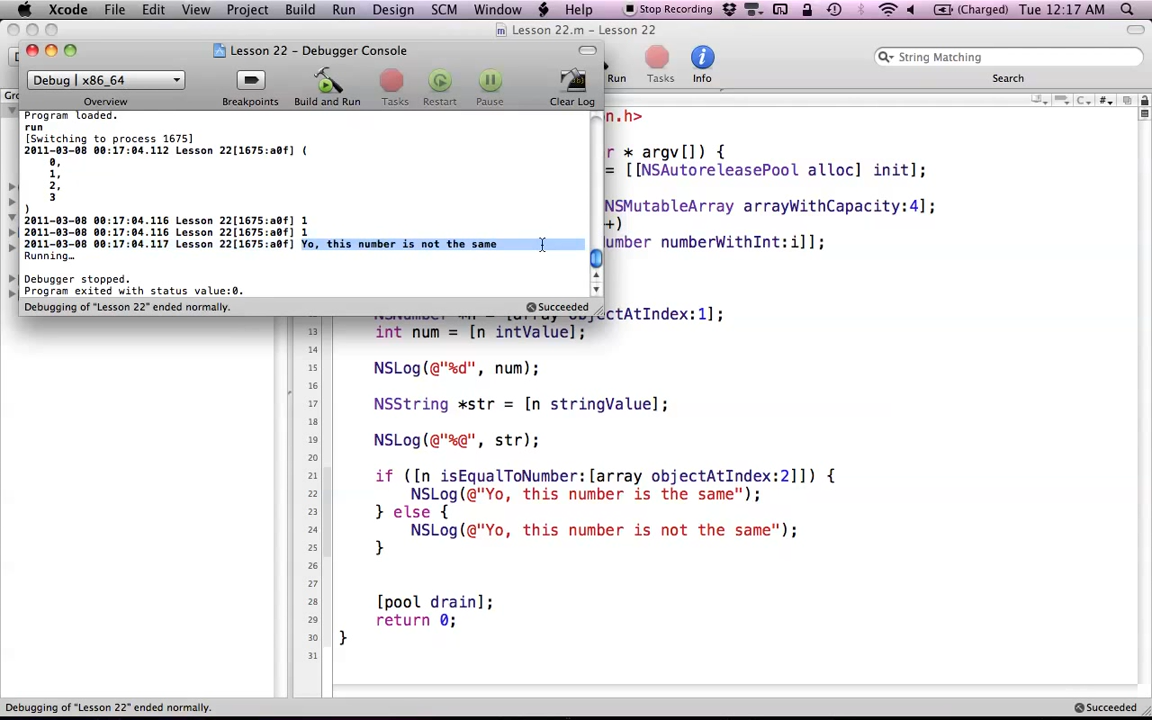 Xcode File Edit View Project Build Run Design SCM Window Help Stop Recording (Charged) Tue 12:17 AM
Lesson 22.m - Lesson 22
Lesson 22 – Debugger Console
String Matching
Run Tasks Info Search
Debug | x86_64
Overview Breakpoints Build and Run Tasks Restart Pause Clear Log
Program loaded.
run
[Switching to process 1675]
2011-03-08 00:17:04.112 Lesson 22[1675:a0f] (
0,
1,
2,
3
)
2011-03-08 00:17:04.116 Lesson 22[1675:a0f] 1
2011-03-08 00:17:04.116 Lesson 22[1675:a0f] 1
2011-03-08 00:17:04.117 Lesson 22[1675:a0f] Yo, this number is not the same
Running…
Debugger stopped.
Program exited with status value:0.
Debugging of "Lesson 22" ended normally. Succeeded
on.h>
r * argv[]) {
= [[NSAutoreleasePool alloc] init];
NSMutableArray arrayWithCapacity:4];
++)
umber numberWithInt:i]];
objectAtIndex:1];
13 int num = [n intValue];
14
15 NSLog(@"%d", num);
16
17 NSString *str = [n stringValue];
18
19 NSLog(@"%@", str);
20
21 if ([n isEqualToNumber:[array objectAtIndex:2]]) {
22 NSLog(@"Yo, this number is the same");
23 } else {
24 NSLog(@"Yo, this number is not the same");
25 }
26
27
28 [pool drain];
29 return 0;
30 }
31
Debugging of "Lesson 22" ended normally. Succeeded